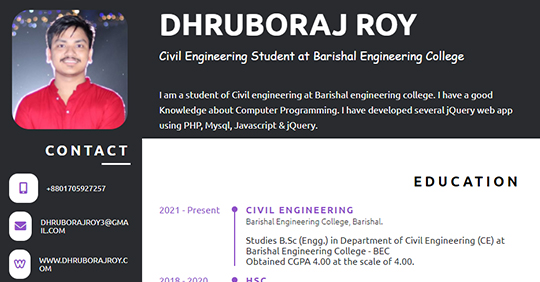 DHRUBORAJ ROY
Civil Engineering Student at Barishal Engineering College
I am a student of Civil engineering at Barishal engineering college. I have a good
Knowledge about Computer Programming. I have developed several jQuery web app
using PHP, Mysql, Javascript & jQuery.
CONTACT
+8801705927257
DHRUBORAJROY3@GMA
IL.COM
WWW.DHRUBORAJROY.C
OM
EDUCATION
2021 - Present
CIVIL ENGINEERING
Barishal Engineering College, Barishal.
Studies B.Sc (Engg.) in Department of Civil Engineering (CE) at
Barishal Engineering College - BEC
Obtained CGPA 4.00 at the scale of 4.00.
2018 - 2020
HSC